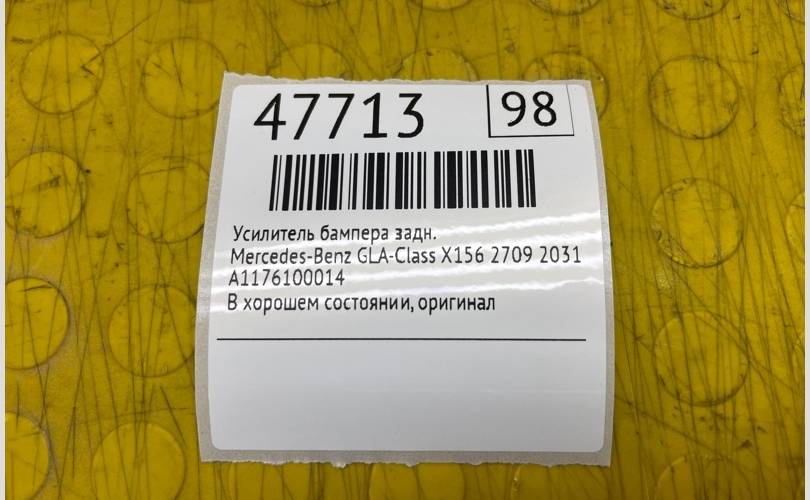 47713 98
Усилитель бампера задн.
Mercedes-Benz GLA-Class X156 2709 2031
A1176100014
В хорошем состоянии, оригинал